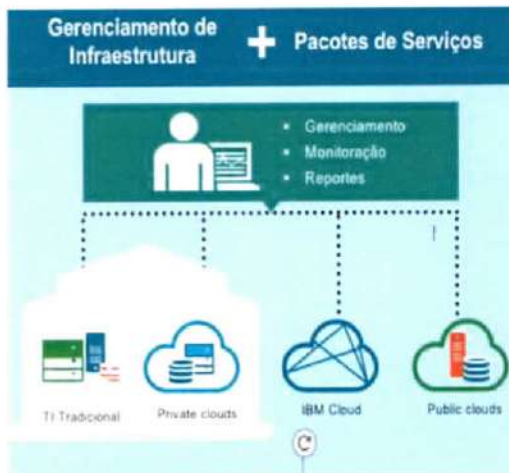 Gerenciamento de
Infraestrutura
+
Pacotes de Serviços
Gerenciamento
Monitoração
Reportes
TI Tradicional
Private clouds
IBM Cloud
Public clouds